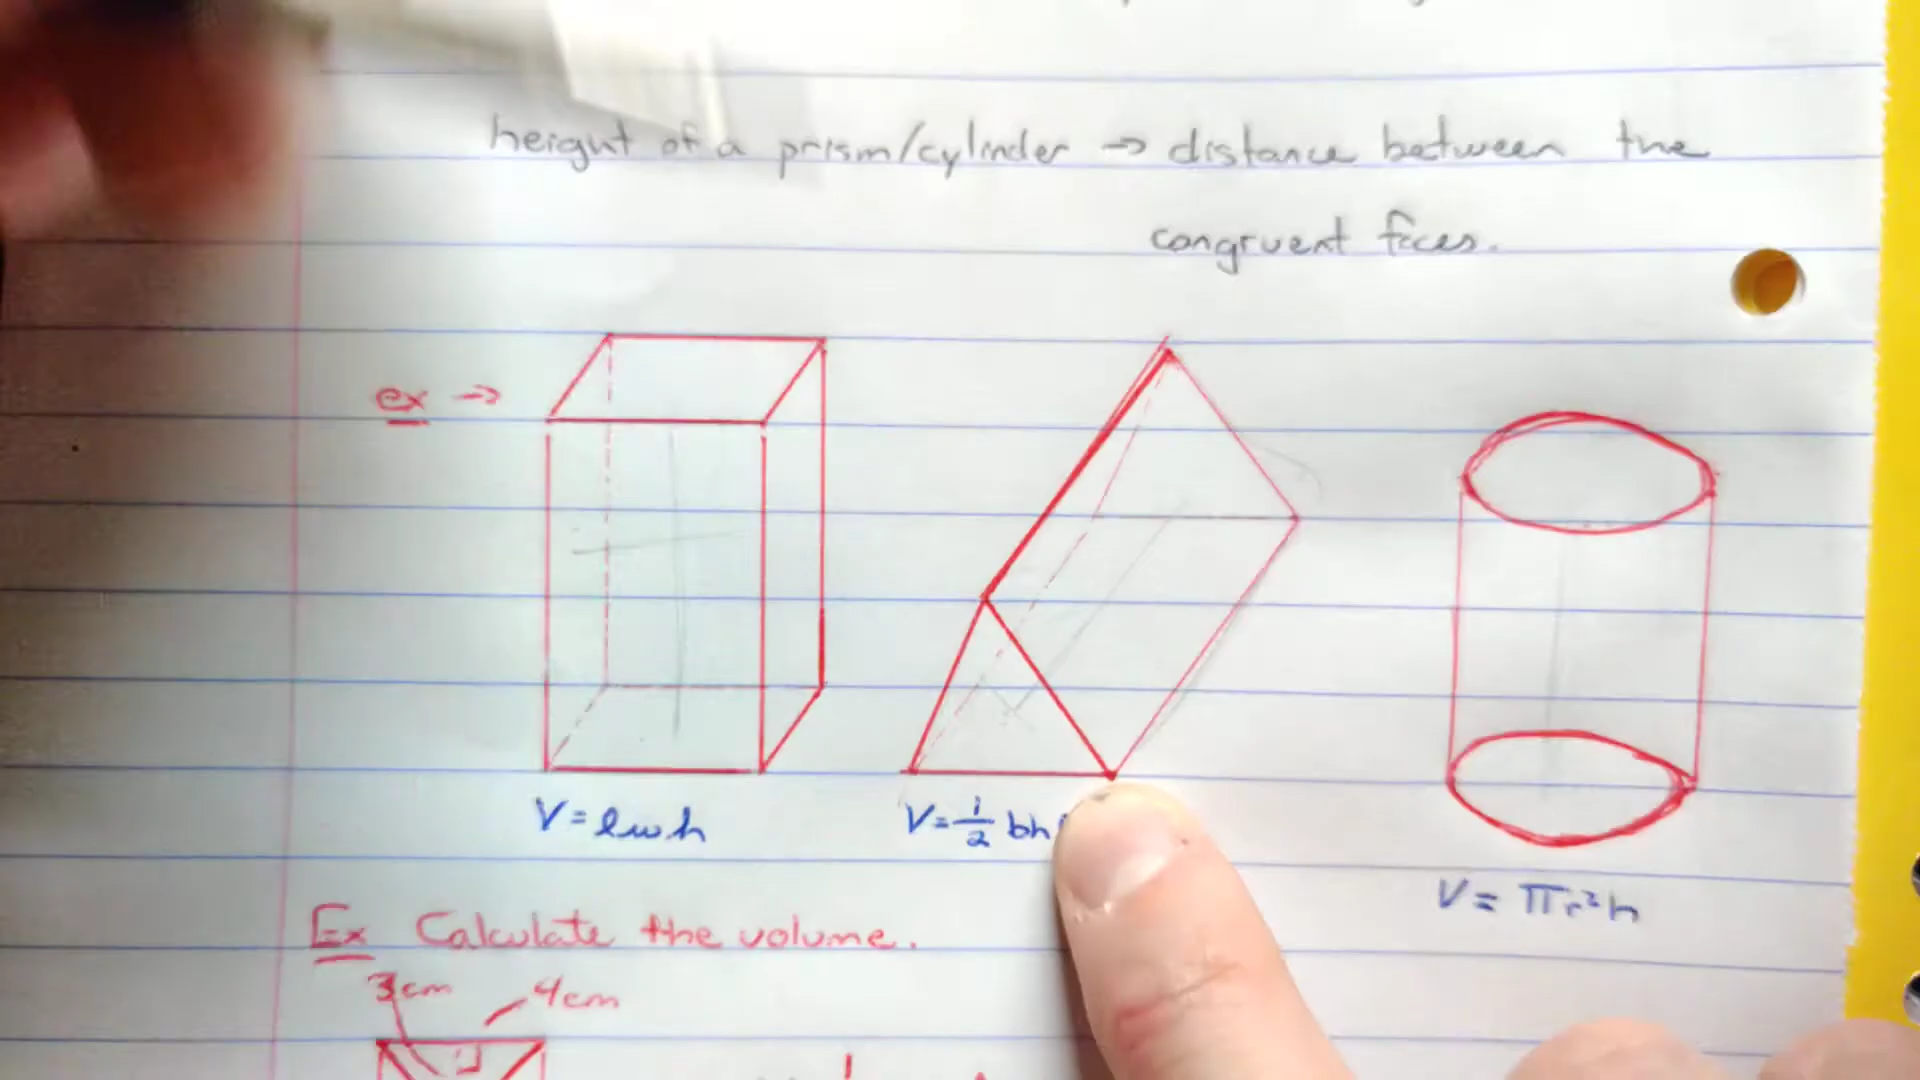 height of a prism/cylinder → distance between the
congruent faces.
ex →
V = lwh
V = 1/2 bh
V = πr²h
Ex Calculate the volume.
3cm 4cm